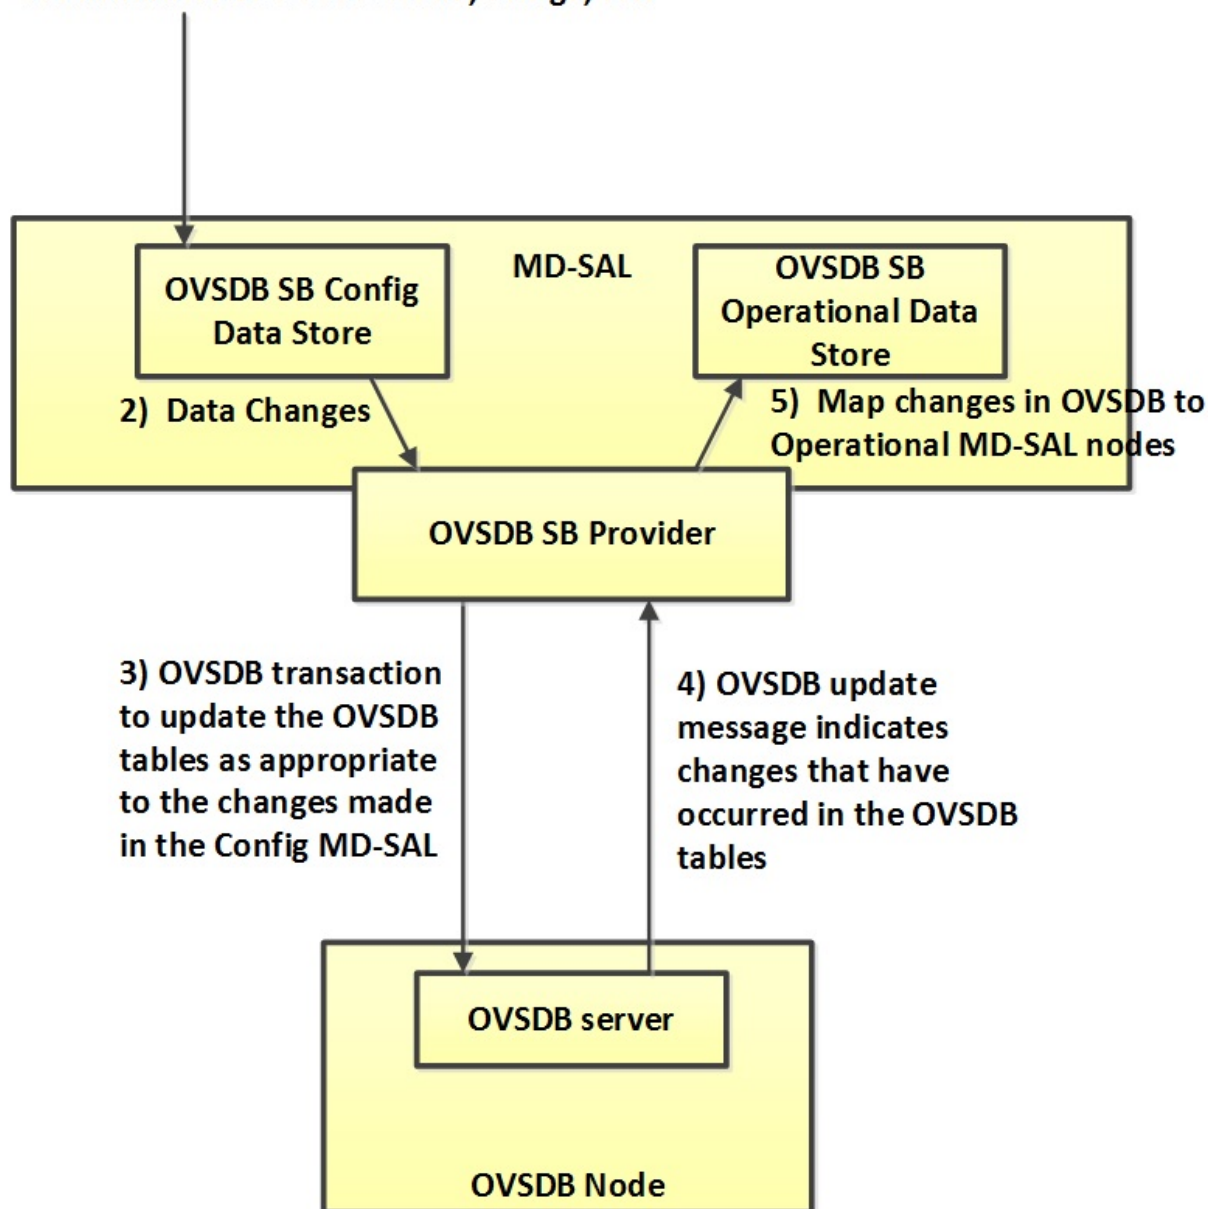 OVSDB SB Config
Data Store
MD-SAL
OVSDB SB
Operational Data
Store
2) Data Changes
5) Map changes in OVSDB to
Operational MD-SAL nodes
OVSDB SB Provider
3) OVSDB transaction
to update the OVSDB
tables as appropriate
to the changes made
in the Config MD-SAL
4) OVSDB update
message indicates
changes that have
occurred in the OVSDB
tables
OVSDB server
OVSDB Node